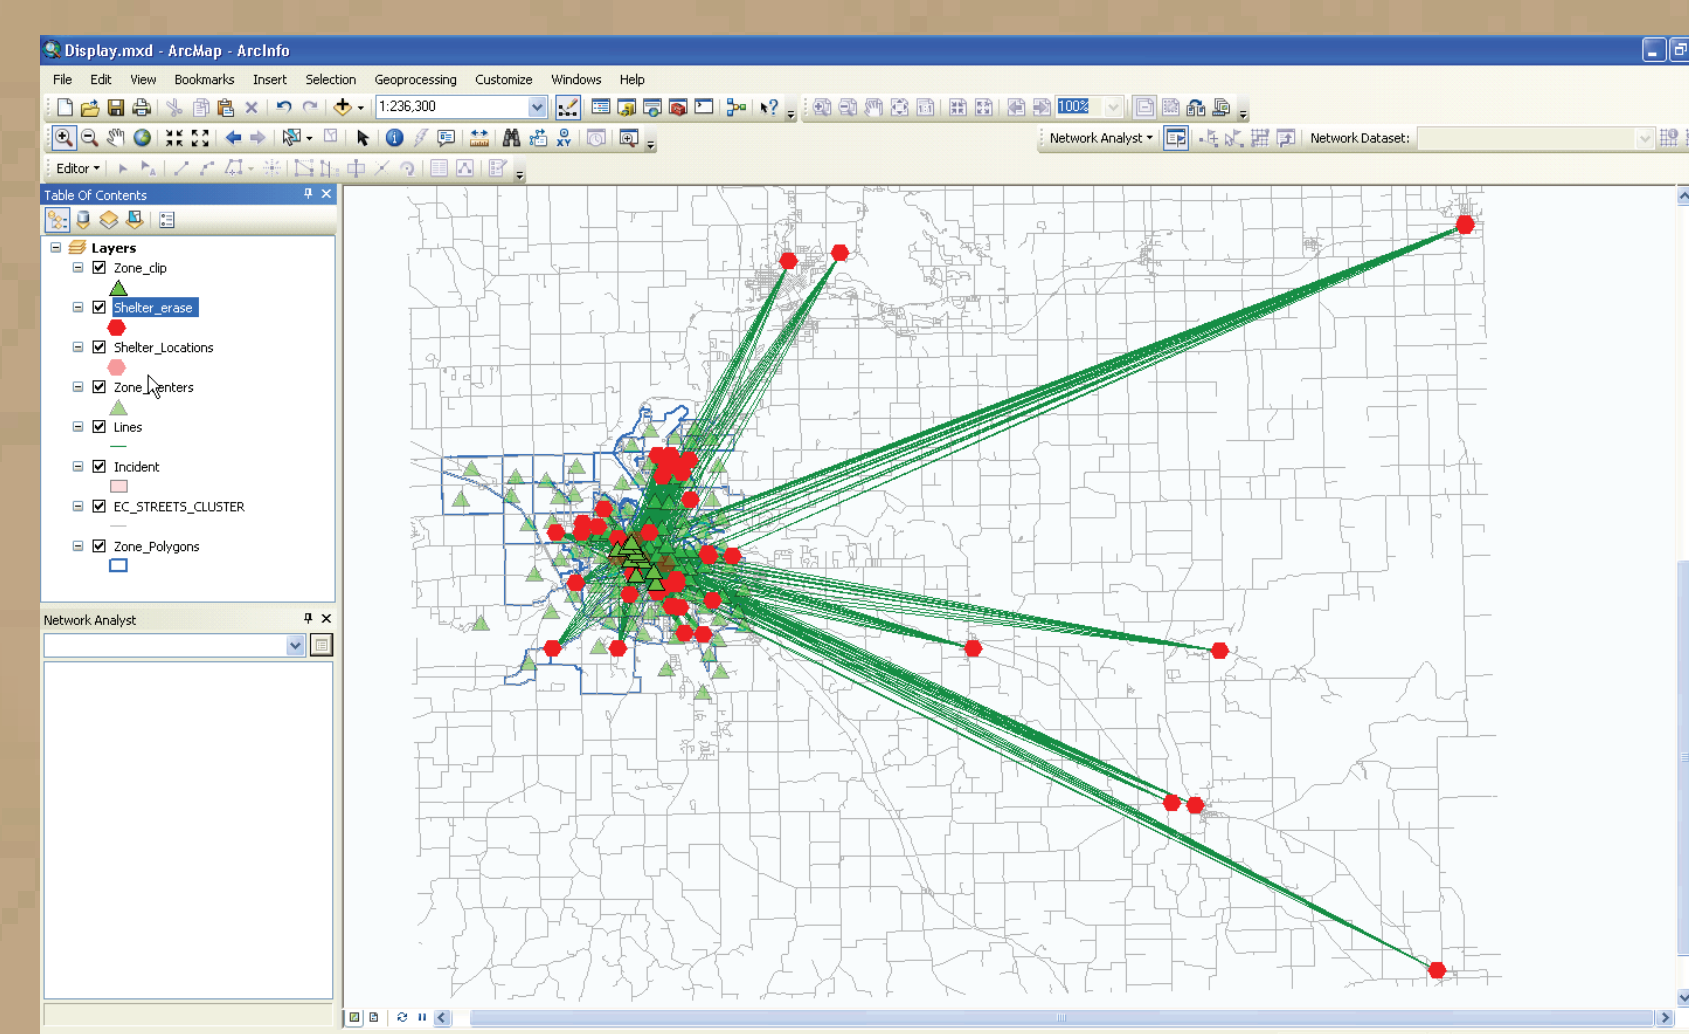 Display.mxd - ArcMap - ArcInfo
File Edit View Bookmarks Insert Selection Geoprocessing Customize Windows Help
1:236,300
100%
Network Analyst
Network Dataset:
Editor
Table Of Contents
Layers
Zone_clip
Shelter_erase
Shelter_Locations
Zone_enters
Lines
Incident
EC_STREETS_CLUSTER
Zone_Polygons
Network Analyst